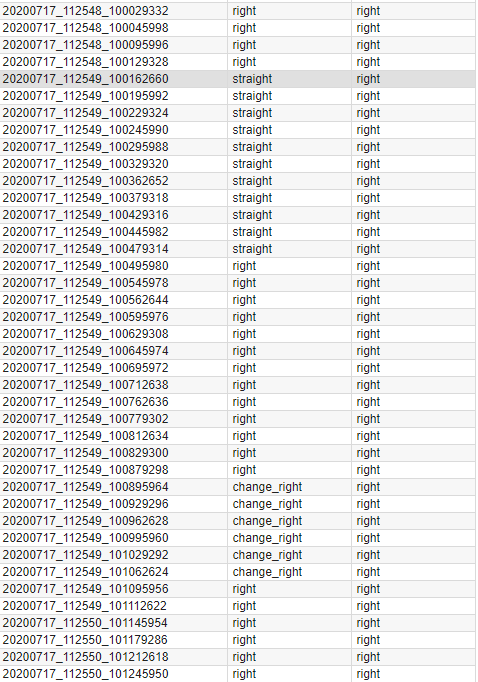 20200717_112548_100029332 right right
20200717_112548_100045998 right right
20200717_112548_100095996 right right
20200717_112548_100129328 right right
20200717_112549_100162660 straight right
20200717_112549_100195992 straight right
20200717_112549_100229324 straight right
20200717_112549_100245990 straight right
20200717_112549_100295988 straight right
20200717_112549_100329320 straight right
20200717_112549_100362652 straight right
20200717_112549_100379318 straight right
20200717_112549_100429316 straight right
20200717_112549_100445982 straight right
20200717_112549_100479314 straight right
20200717_112549_100495980 right right
20200717_112549_100545978 right right
20200717_112549_100562644 right right
20200717_112549_100595976 right right
20200717_112549_100629308 right right
20200717_112549_100645974 right right
20200717_112549_100695972 right right
20200717_112549_100712638 right right
20200717_112549_100762636 right right
20200717_112549_100779302 right right
20200717_112549_100812634 right right
20200717_112549_100829300 right right
20200717_112549_100879298 right right
20200717_112549_100895964 change_right right
20200717_112549_100929296 change_right right
20200717_112549_100962628 change_right right
20200717_112549_100995960 change_right right
20200717_112549_101029292 change_right right
20200717_112549_101062624 change_right right
20200717_112549_101095956 right right
20200717_112549_101112622 right right
20200717_112550_101145954 right right
20200717_112550_101179286 right right
20200717_112550_101212618 right right
20200717_112550_101245950 right right